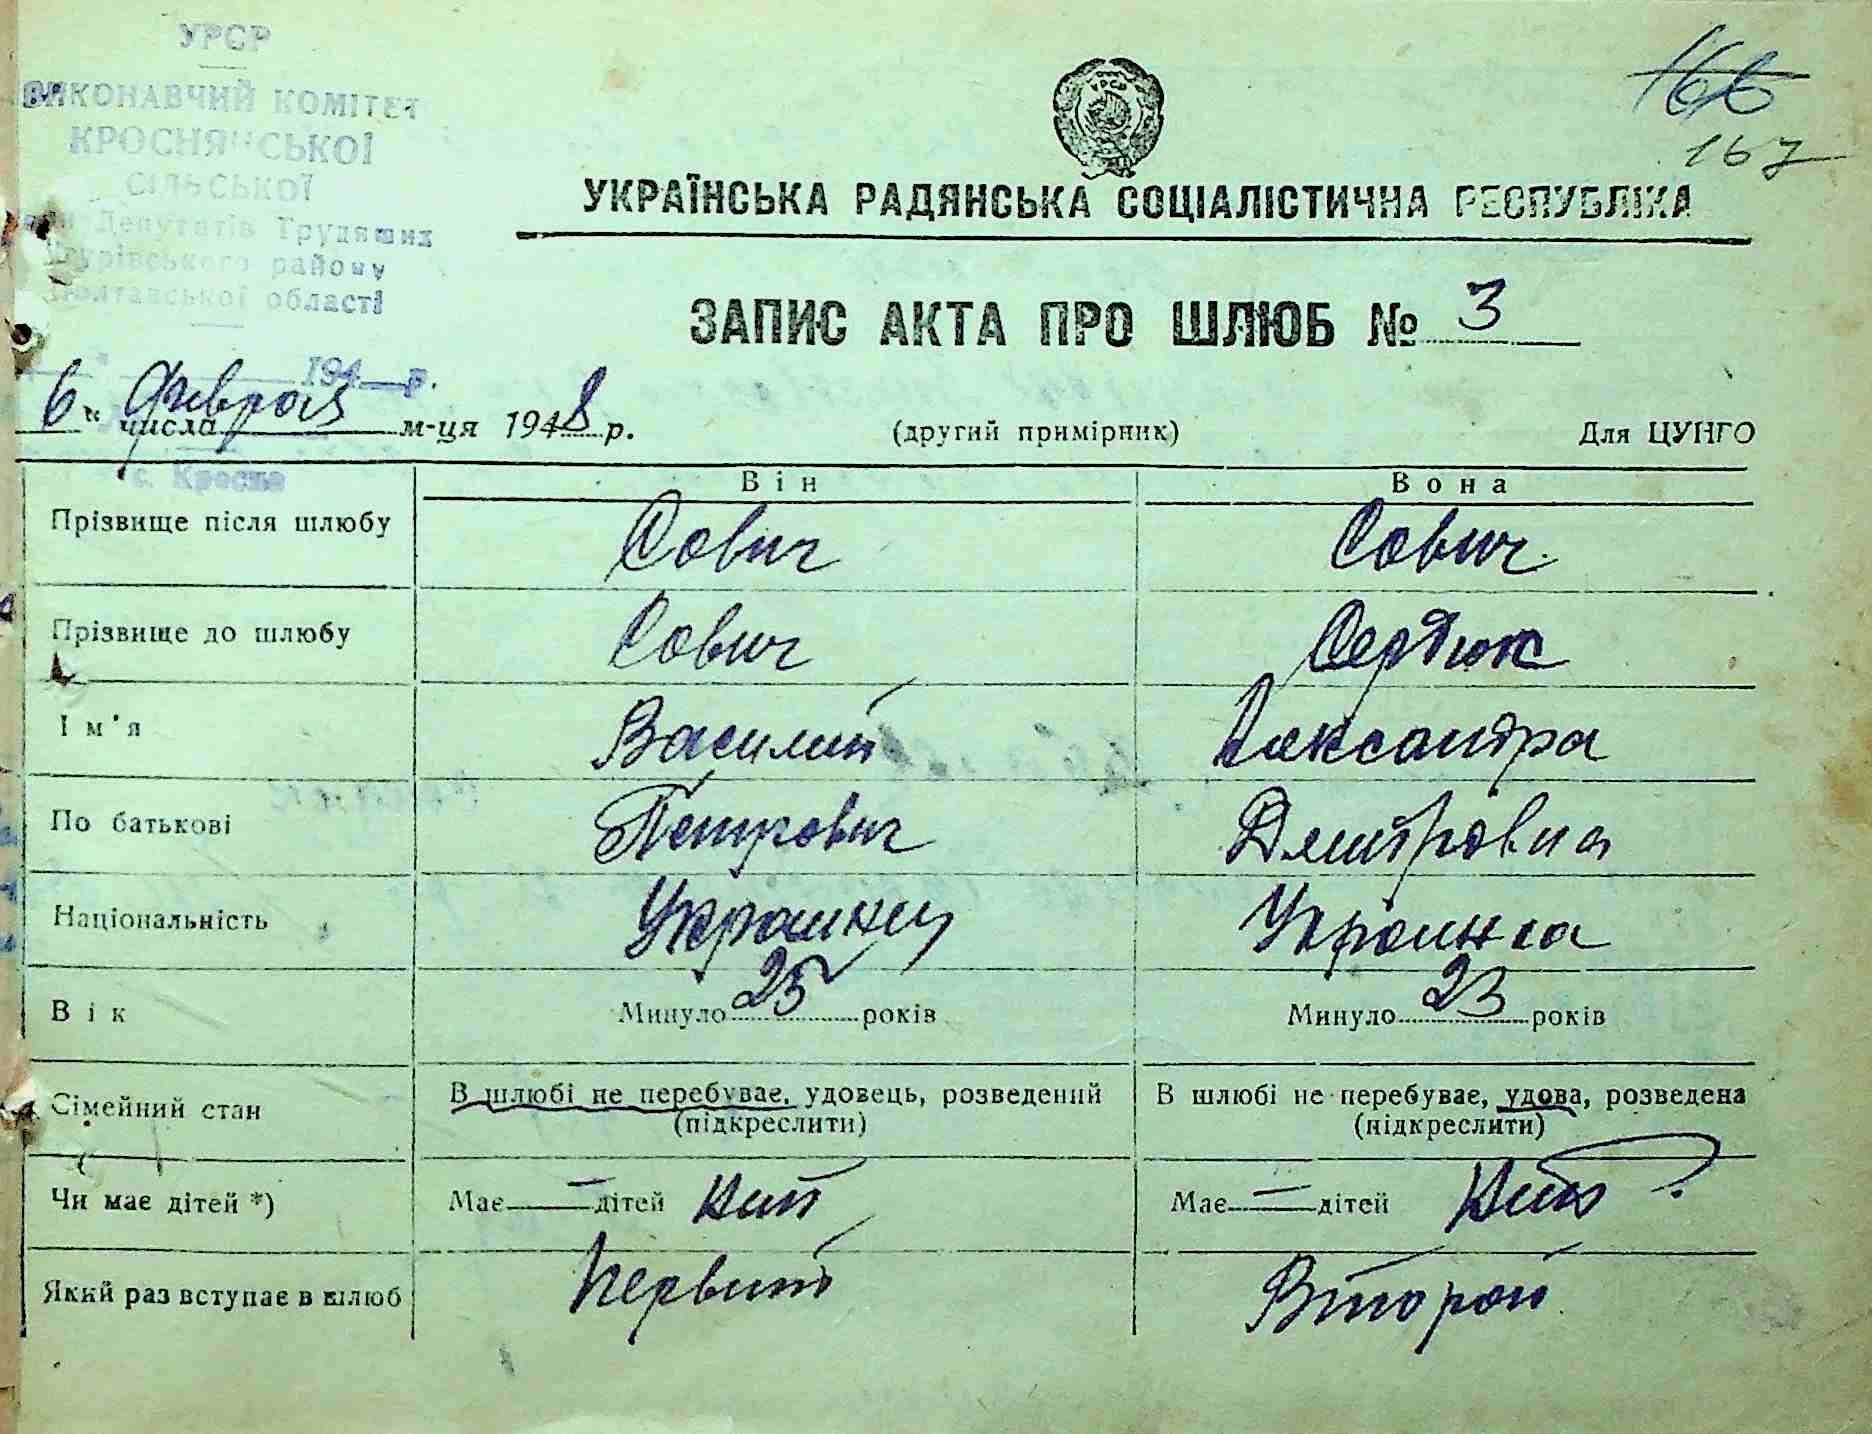 УРСР
ВИКОНАВЧИЙ КОМІТЕТ
КРОСНЯНСЬКОЇ
СІЛЬСЬКОЇ
Депутатів Трудящих
району
Полтавської області
194 р.
с. Кросне
166
167
УРСР
УКРАЇНСЬКА РАДЯНСЬКА СОЦІАЛІСТИЧНА РЕСПУБЛІКА
ЗАПИС АКТА ПРО ШЛЮБ № 3
6 " числа Февраля м-ця 1948 р. (другий примірник) Для ЦУНГО
Він Вона
Прізвище після шлюбу Сович Сович
Прізвище до шлюбу Сович Сердюк
Ім'я Василий Александра
По батькові Петрович Дмитровна
Національність Украинец Украинка
Вік Минуло 25 років Минуло 23 років
Сімейний стан В шлюбі не перебуває, удовець, розведений В шлюбі не перебуває, удова, розведена
(підкреслити) (підкреслити)
Чи має дітей *) Має — дітей Нет Має — дітей Нет
Який раз вступає в шлюб Первый Второй